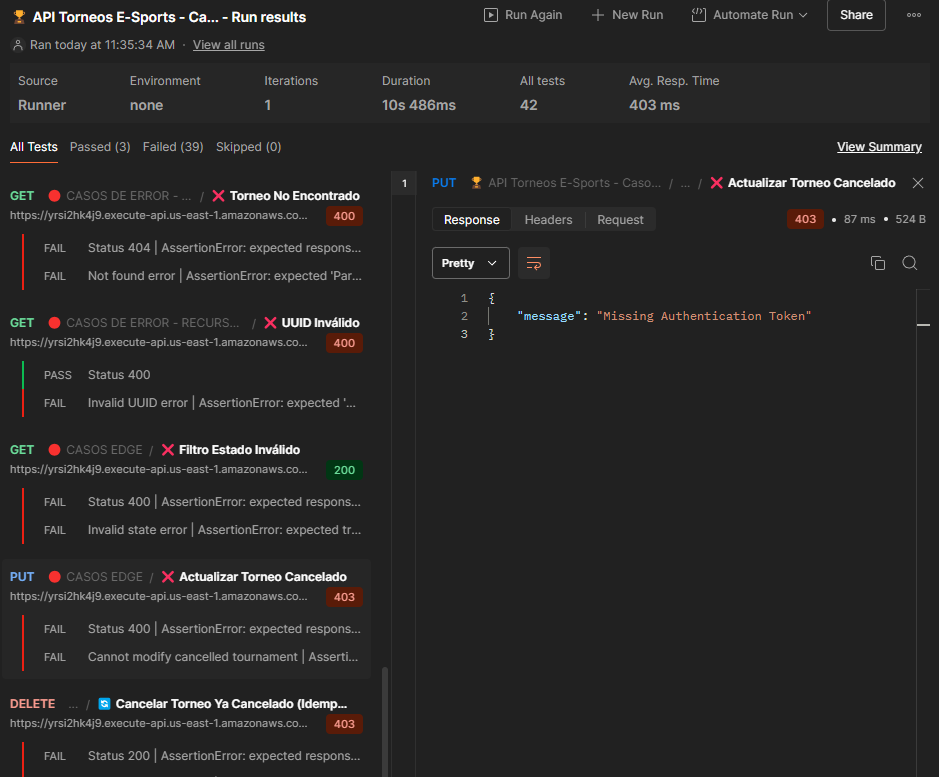 🏆 API Torneos E-Sports - Ca... - Run results
Run Again
New Run
Automate Run
Share
Ran today at 11:35:34 AM · View all runs
Source Environment Iterations Duration All tests Avg. Resp. Time
Runner none 1 10s 486ms 42 403 ms
All Tests Passed (3) Failed (39) Skipped (0) View Summary
GET 🔴 CASOS DE ERROR - ... / ❌ Torneo No Encontrado
https://yrsi2hk4j9.execute-api.us-east-1.amazonaws.co... 400
FAIL Status 404 | AssertionError: expected respons...
FAIL Not found error | AssertionError: expected 'Par...
GET 🔴 CASOS DE ERROR - RECURS... / ❌ UUID Inválido
https://yrsi2hk4j9.execute-api.us-east-1.amazonaws.co... 400
PASS Status 400
FAIL Invalid UUID error | AssertionError: expected '...
GET 🔴 CASOS EDGE / ❌ Filtro Estado Inválido
https://yrsi2hk4j9.execute-api.us-east-1.amazonaws.co... 200
FAIL Status 400 | AssertionError: expected respons...
FAIL Invalid state error | AssertionError: expected tr...
PUT 🔴 CASOS EDGE / ❌ Actualizar Torneo Cancelado
https://yrsi2hk4j9.execute-api.us-east-1.amazonaws.co... 403
FAIL Status 400 | AssertionError: expected respons...
FAIL Cannot modify cancelled tournament | Asserti...
DELETE ... / 🔄 Cancelar Torneo Ya Cancelado (Idemp...
https://yrsi2hk4j9.execute-api.us-east-1.amazonaws.co... 403
FAIL Status 200 | AssertionError: expected respons...
1
PUT 🏆 API Torneos E-Sports - Caso... / ... / ❌ Actualizar Torneo Cancelado
Response Headers Request 403 • 87 ms • 524 B
Pretty
1 {
2 "message": "Missing Authentication Token"
3 }